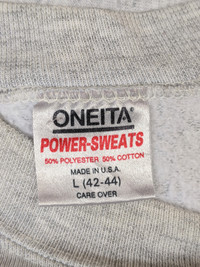 ONEITA®
POWER-SWEATS
50% POLYESTER 50% COTTON
MADE IN U.S.A.
L (42-44)
CARE OVER